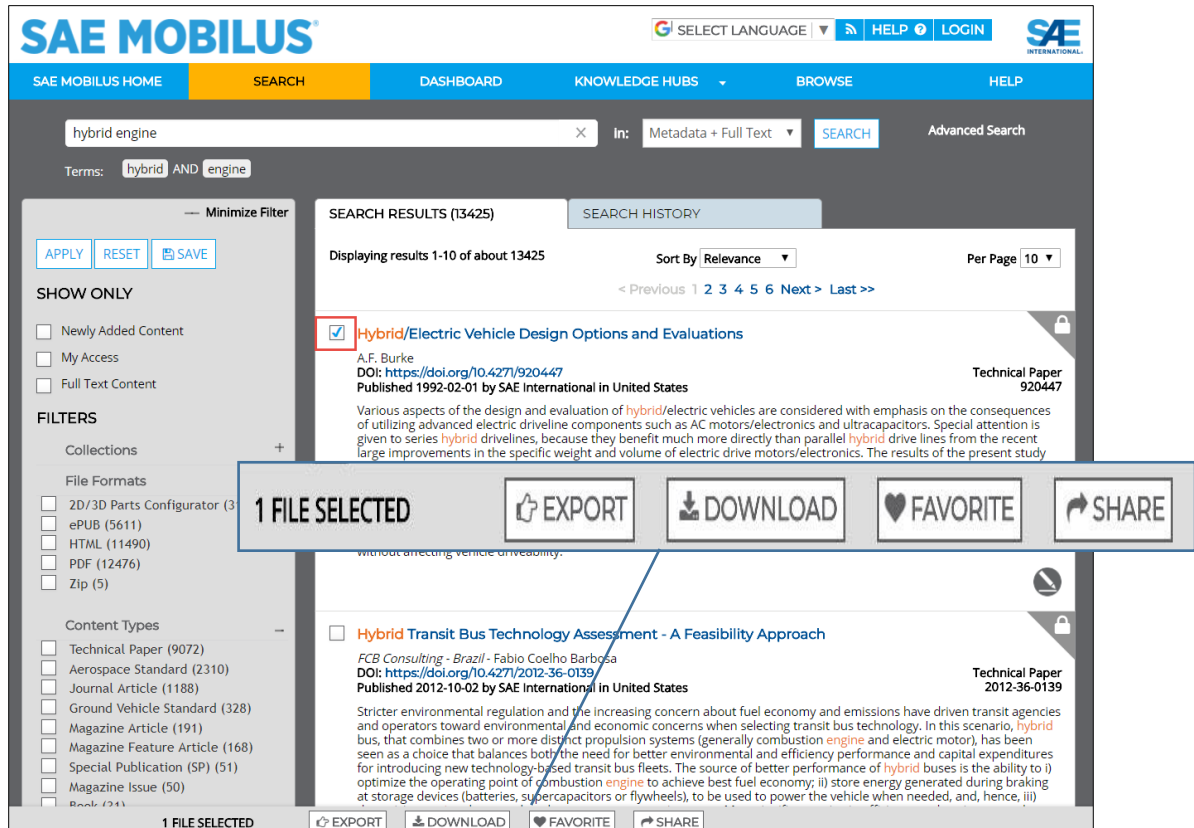 SAE MOBILUS®
SELECT LANGUAGE ▼
HELP
LOGIN
SAE INTERNATIONAL.
SAE MOBILUS HOME
SEARCH
DASHBOARD
KNOWLEDGE HUBS
BROWSE
HELP
hybrid engine
In: Metadata + Full Text ▼
SEARCH
Advanced Search
Terms: hybrid AND engine
— Minimize Filter
APPLY RESET SAVE
SHOW ONLY
Newly Added Content
My Access
Full Text Content
FILTERS
Collections +
File Formats
2D/3D Parts Configurator (3
ePUB (5611)
HTML (11490)
PDF (12476)
Zip (5)
Content Types –
Technical Paper (9072)
Aerospace Standard (2310)
Journal Article (1188)
Ground Vehicle Standard (328)
Magazine Article (191)
Magazine Feature Article (168)
Special Publication (SP) (51)
Magazine Issue (50)
Book (21)
SEARCH RESULTS (13425)
SEARCH HISTORY
Displaying results 1-10 of about 13425
Sort By Relevance ▼
Per Page 10 ▼
< Previous 1 2 3 4 5 6 Next > Last >>
Hybrid/Electric Vehicle Design Options and Evaluations
A.F. Burke
DOI: https://doi.org/10.4271/920447
Published 1992-02-01 by SAE International in United States
Technical Paper
920447
Various aspects of the design and evaluation of hybrid/electric vehicles are considered with emphasis on the consequences
of utilizing advanced electric driveline components such as AC motors/electronics and ultracapacitors. Special attention is
given to series hybrid drivelines, because they benefit much more directly than parallel hybrid drive lines from the recent
large improvements in the specific weight and volume of electric drive motors/electronics. The results of the present study
1 FILE SELECTED
EXPORT
DOWNLOAD
FAVORITE
SHARE
without affecting vehicle driveability.
Hybrid Transit Bus Technology Assessment - A Feasibility Approach
FCB Consulting - Brazil - Fabio Coelho Barbosa
DOI: https://doi.org/10.4271/2012-36-0139
Published 2012-10-02 by SAE International in United States
Technical Paper
2012-36-0139
Stricter environmental regulation and the increasing concern about fuel economy and emissions have driven transit agencies
and operators toward environmental and economic concerns when selecting transit bus technology. In this scenario, hybrid
bus, that combines two or more distinct propulsion systems (generally combustion engine and electric motor), has been
seen as a choice that balances both the need for better environmental and efficiency performance and capital expenditures
for introducing new technology-based transit bus fleets. The source of better performance of hybrid buses is the ability to i)
optimize the operating point of combustion engine to achieve best fuel economy; ii) store energy generated during braking
at storage devices (batteries, supercapacitors or flywheels), to be used to power the vehicle when needed, and, hence, iii)
1 FILE SELECTED
EXPORT
DOWNLOAD
FAVORITE
SHARE